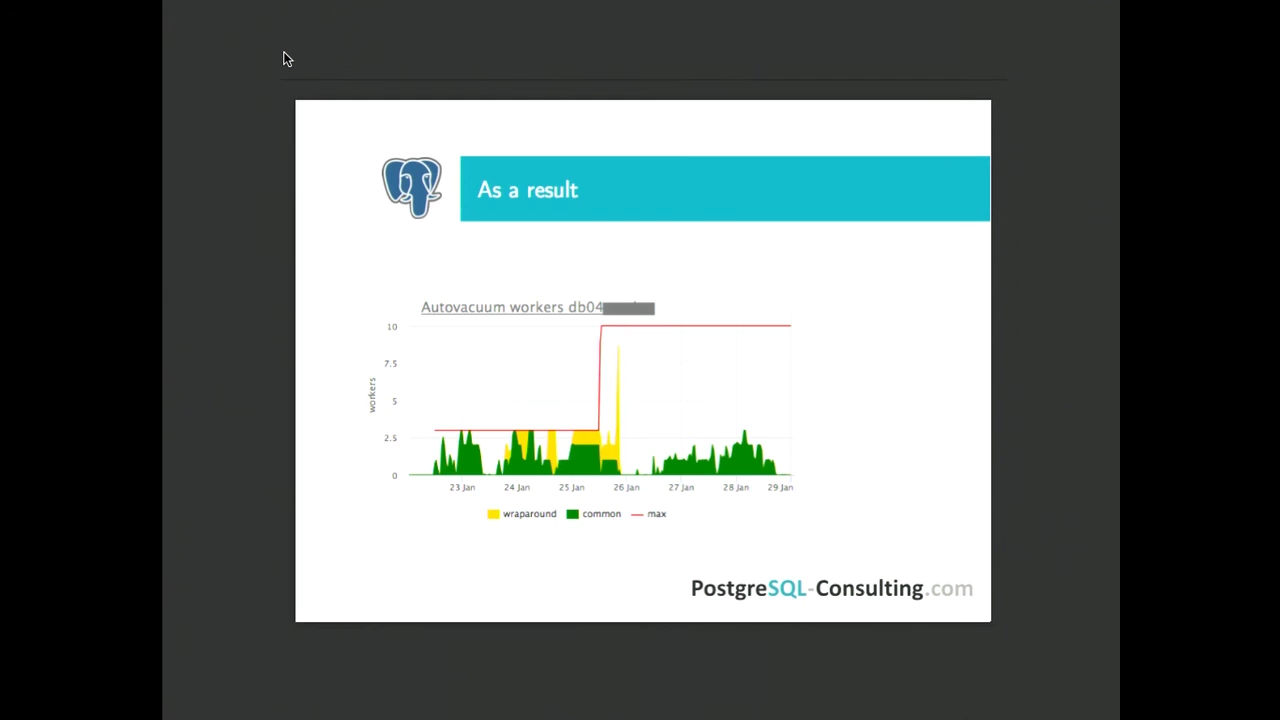 As a result
Autovacuum workers db04
10
7.5
5
2.5
0
workers
23 Jan 24 Jan 25 Jan 26 Jan 27 Jan 28 Jan 29 Jan
wraparound common max
PostgreSQL-Consulting.com